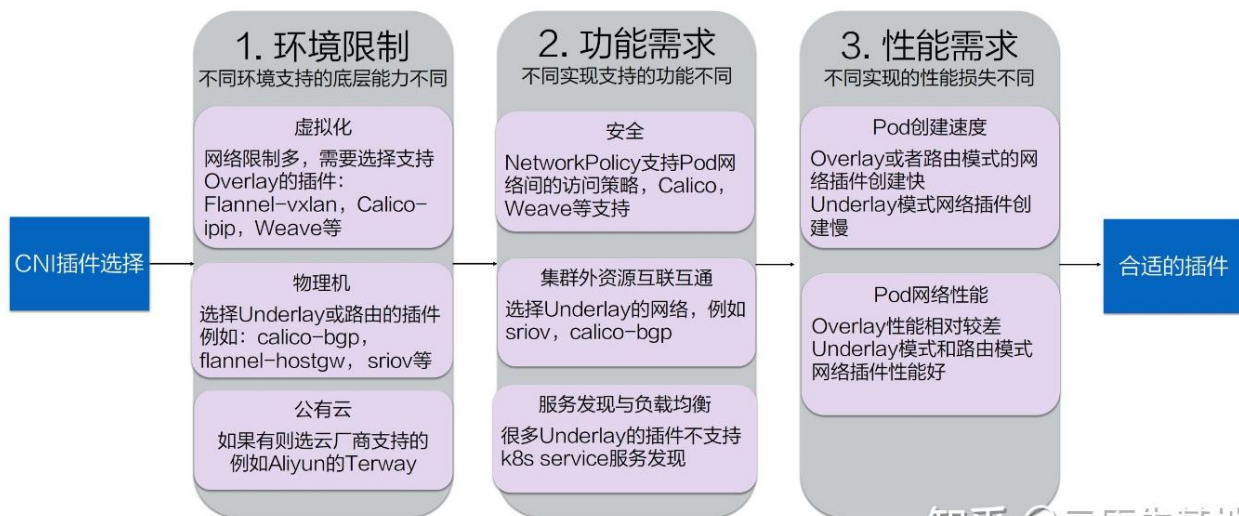 CNI插件选择
1. 环境限制
不同环境支持的底层能力不同
虚拟化
网络限制多，需要选择支持
Overlay的插件：
Flannel-vxlan，Calico-
ipip，Weave等
物理机
选择Underlay或路由的插件
例如：calico-bgp，
flannel-hostgw，sriov等
公有云
如果有则选云厂商支持的
例如Aliyun的Terway
2. 功能需求
不同实现支持的功能不同
安全
NetworkPolicy支持Pod网
络间的访问策略，Calico，
Weave等支持
集群外资源互联互通
选择Underlay的网络，例如
sriov，calico-bgp
服务发现与负载均衡
很多Underlay的插件不支持
k8s service服务发现
3. 性能需求
不同实现的性能损失不同
Pod创建速度
Overlay或者路由模式的网
络插件创建快
Underlay模式网络插件创
建慢
Pod网络性能
Overlay性能相对较差
Underlay模式和路由模式
网络插件性能好
合适的插件